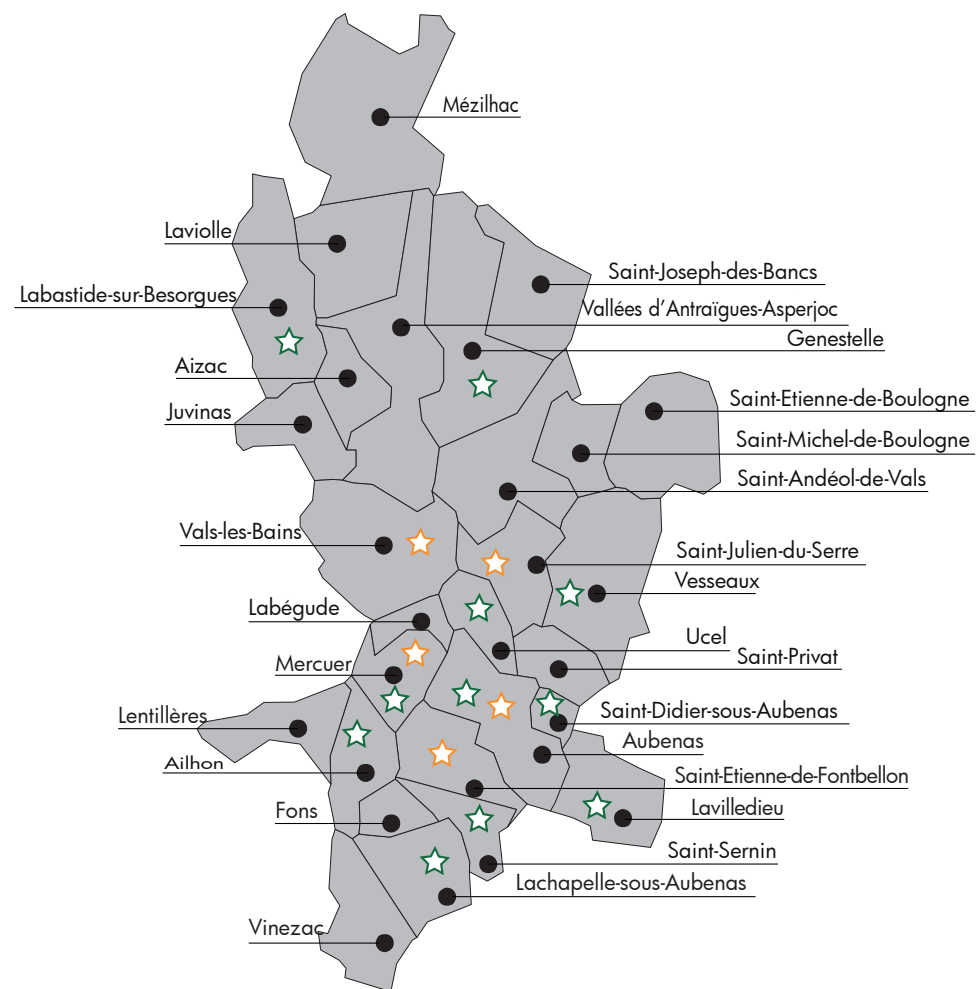 Mézilhac
Laviolle
Saint-Joseph-des-Bancs
Labastide-sur-Besorgues
Vallées d'Antraïgues-Asperjoc
Genestelle
Aizac
Saint-Etienne-de-Boulogne
Juvinas
Saint-Michel-de-Boulogne
Saint-Andéol-de-Vals
Vals-les-Bains
Saint-Julien-du-Serre
Vesseaux
Labégude
Ucel
Saint-Privat
Mercuer
Lentillères
Saint-Didier-sous-Aubenas
Aubenas
Ailhon
Saint-Etienne-de-Fontbellon
Fons
Lavilledieu
Saint-Sernin
Lachapelle-sous-Aubenas
Vinezac